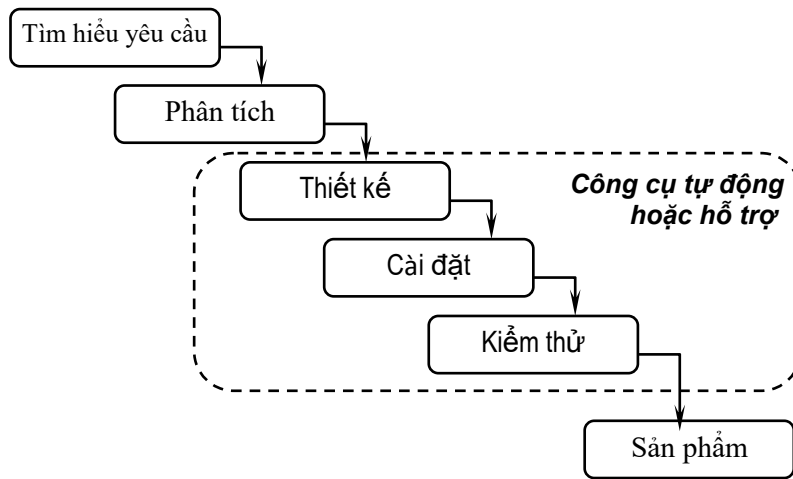 Tìm hiểu yêu cầu
Phân tích
Thiết kế
Công cụ tự động
hoặc hỗ trợ
Cài đặt
Kiểm thử
Sản phẩm